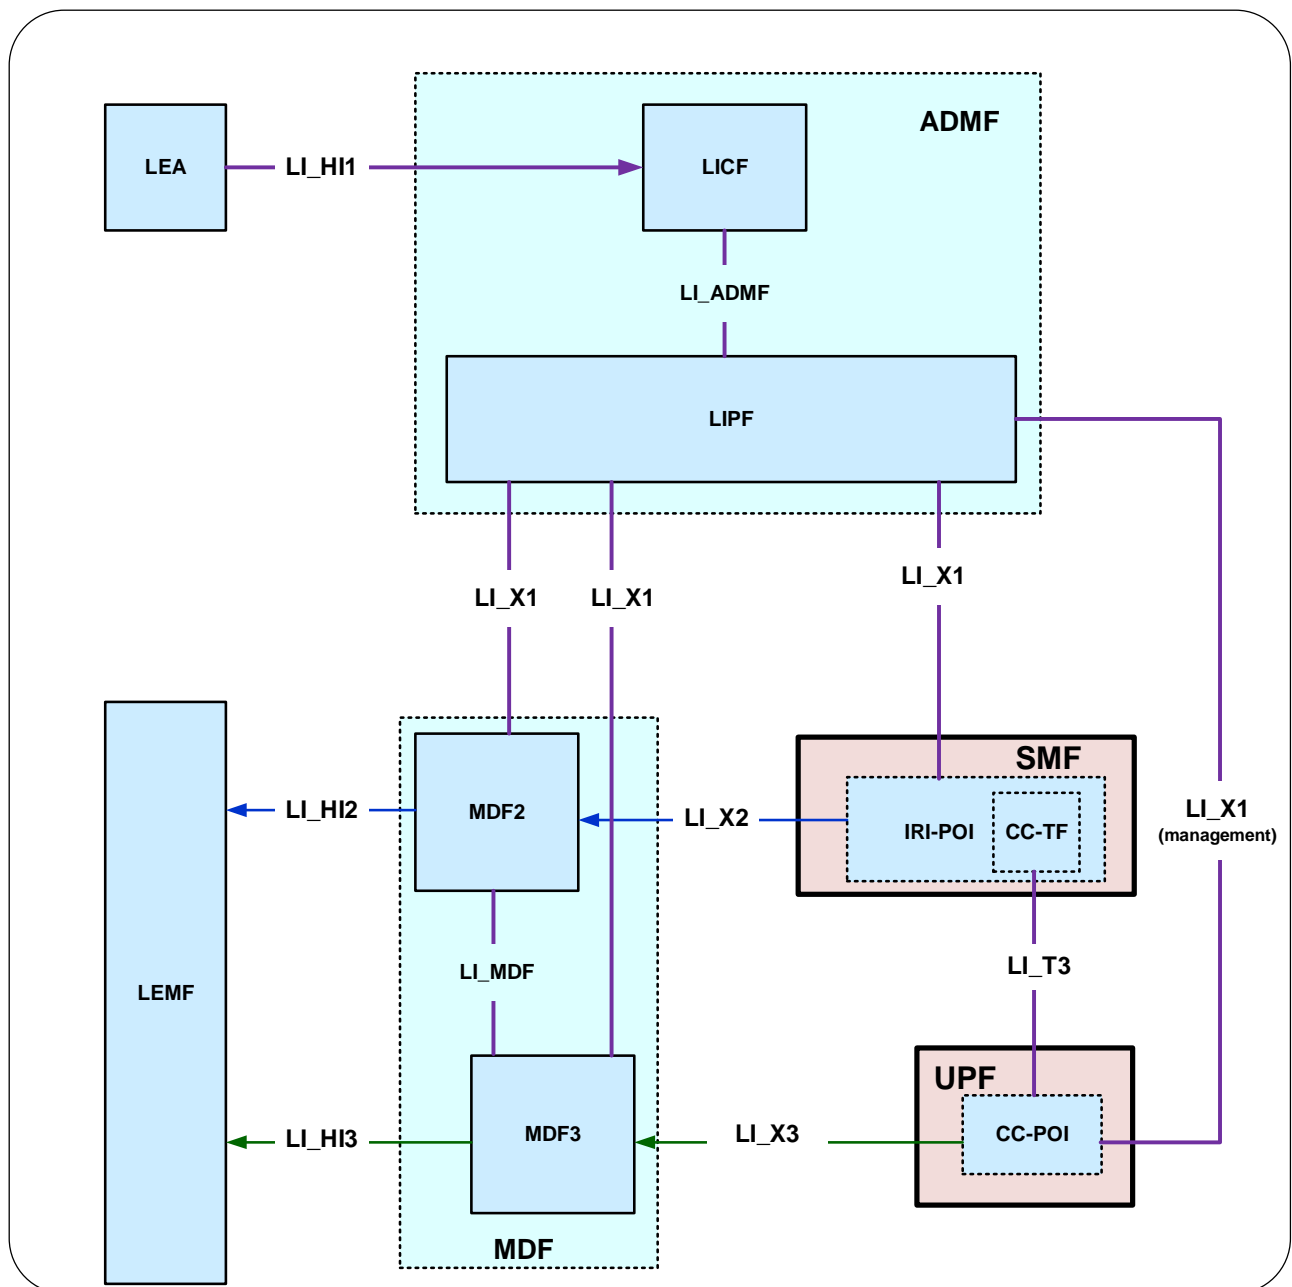 ADMF
LEA
LI_HI1
LICF
LI_ADMF
LIPF
LI_X1
LI_X1
LI_X1
SMF
MDF2
LI_HI2
LI_X2
IRI-POI
CC-TF
LI_X1
(management)
LI_MDF
LI_T3
LEMF
UPF
MDF3
LI_HI3
LI_X3
CC-POI
MDF